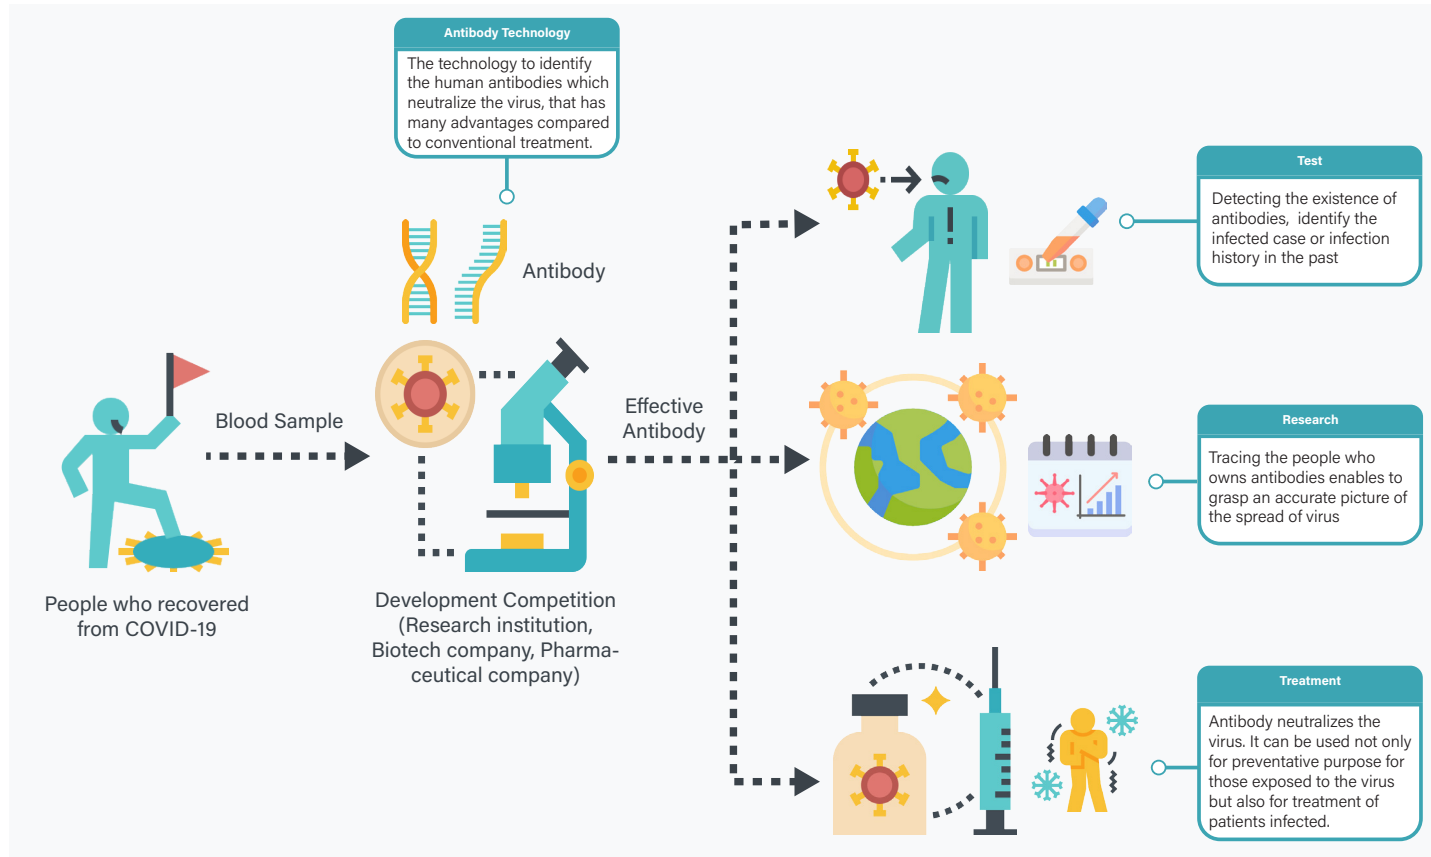 Antibody Technology
The technology to identify
the human antibodies which
neutralize the virus, that has
many advantages compared
to conventional treatment.
Antibody
Blood Sample
People who recovered
from COVID-19
Development Competition
(Research institution,
Biotech company, Pharma-
ceutical company)
Effective
Antibody
Test
Detecting the existence of
antibodies,  identify the
infected case or infection
history in the past
Research
Tracing the people who
owns antibodies enables to
grasp an accurate picture of
the spread of virus
Treatment
Antibody neutralizes the
virus. It can be used not only
for preventative purpose for
those exposed to the virus
but also for treatment of
patients infected.